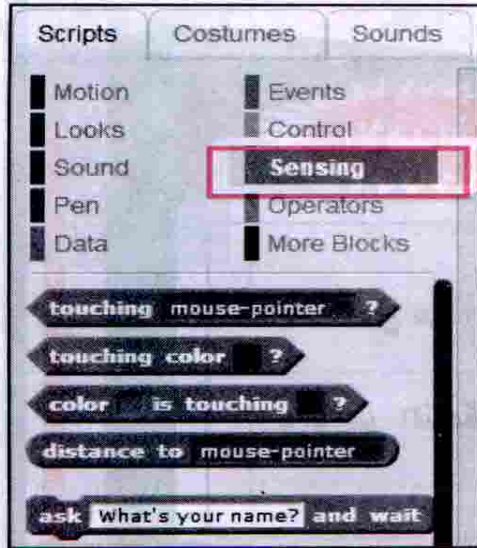 Scripts Costumes Sounds
Motion Events
Looks Control
Sound Sensing
Pen Operators
Data More Blocks
touching mouse-pointer ?
touching color ?
color is touching ?
distance to mouse-pointer
ask What's your name? and wait